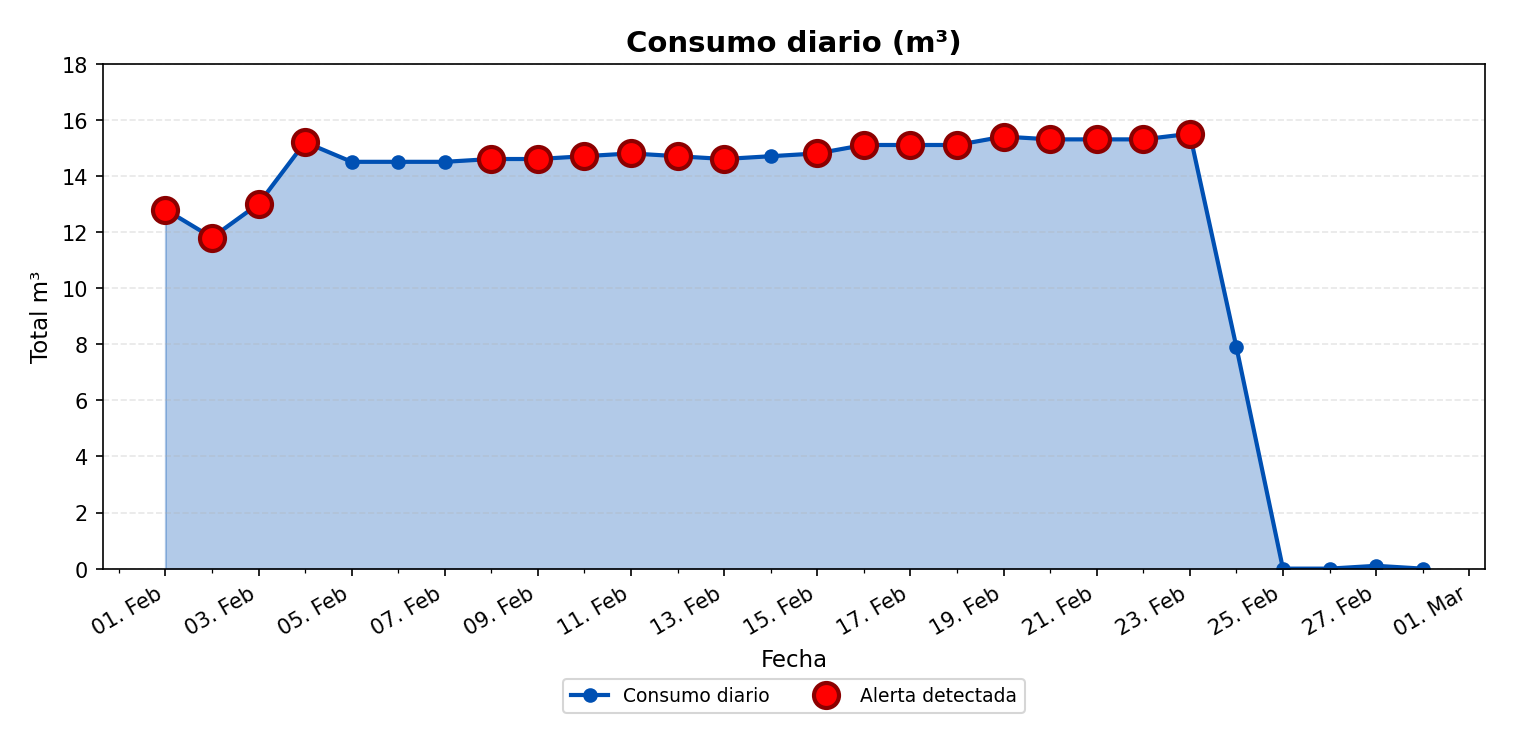 Consumo diario (m³)
18
16
14
12
10
8
6
4
2
0
Total m³
01. Feb
03. Feb
05. Feb
07. Feb
09. Feb
11. Feb
13. Feb
15. Feb
17. Feb
19. Feb
21. Feb
23. Feb
25. Feb
27. Feb
01. Mar
Fecha
Consumo diario
Alerta detectada